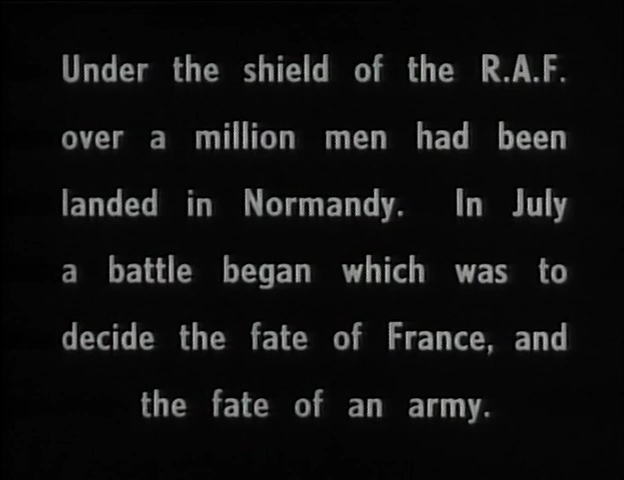 Under the shield of the R.A.F.
over a million men had been
landed in Normandy. In July
a battle began which was to
decide the fate of France, and
the fate of an army.